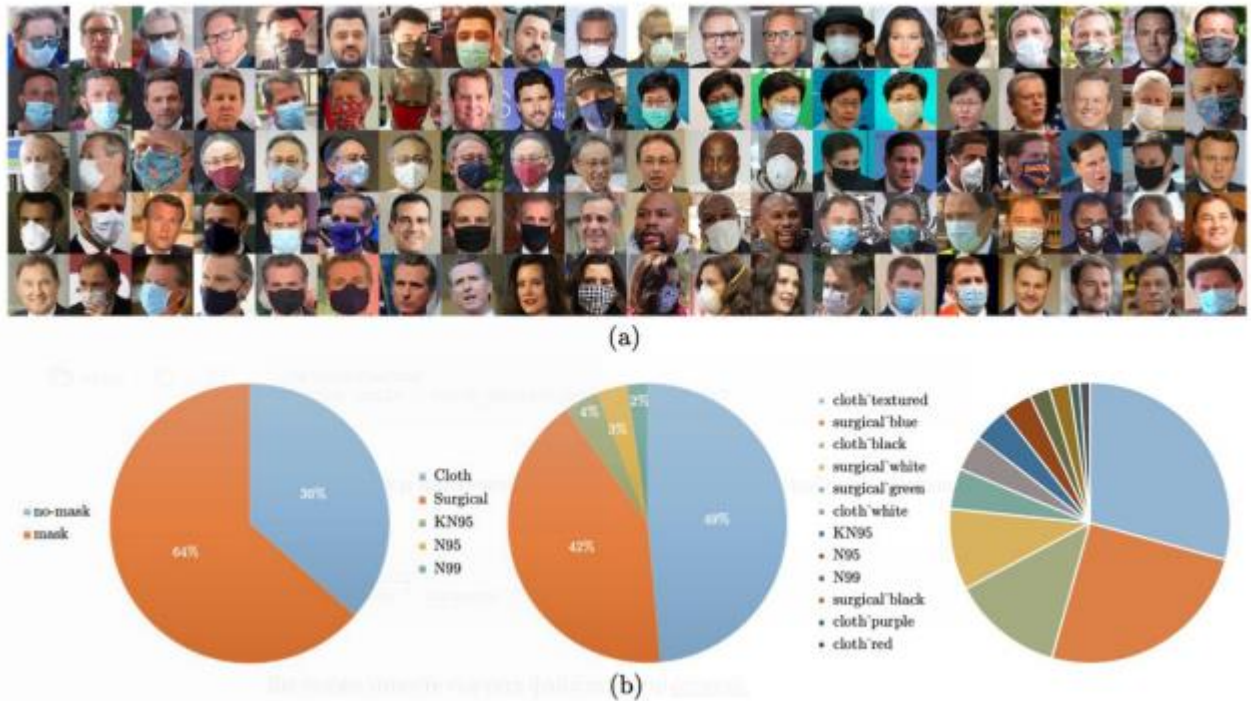 (a)
no-mask
mask
36%
64%
Cloth
Surgical
KN95
N95
N99
4%
3%
2%
42%
49%
cloth~textured
surgical~blue
cloth~black
surgical~white
surgical~green
cloth~white
KN95
N95
N99
surgical~black
cloth~purple
cloth~red
(b)